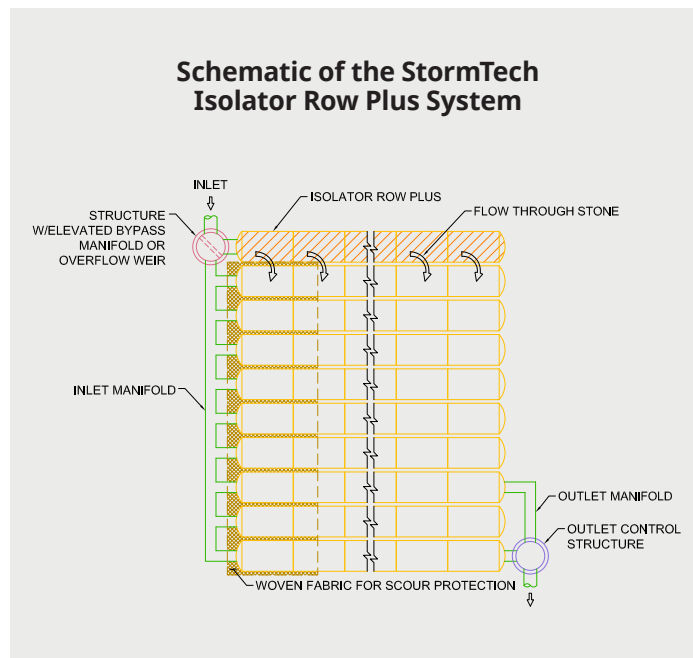 Schematic of the StormTech
Isolator Row Plus System
INLET
ISOLATOR ROW PLUS
STRUCTURE
W/ELEVATED BYPASS
MANIFOLD OR
OVERFLOW WEIR
FLOW THROUGH STONE
INLET MANIFOLD
OUTLET MANIFOLD
OUTLET CONTROL
STRUCTURE
WOVEN FABRIC FOR SCOUR PROTECTION